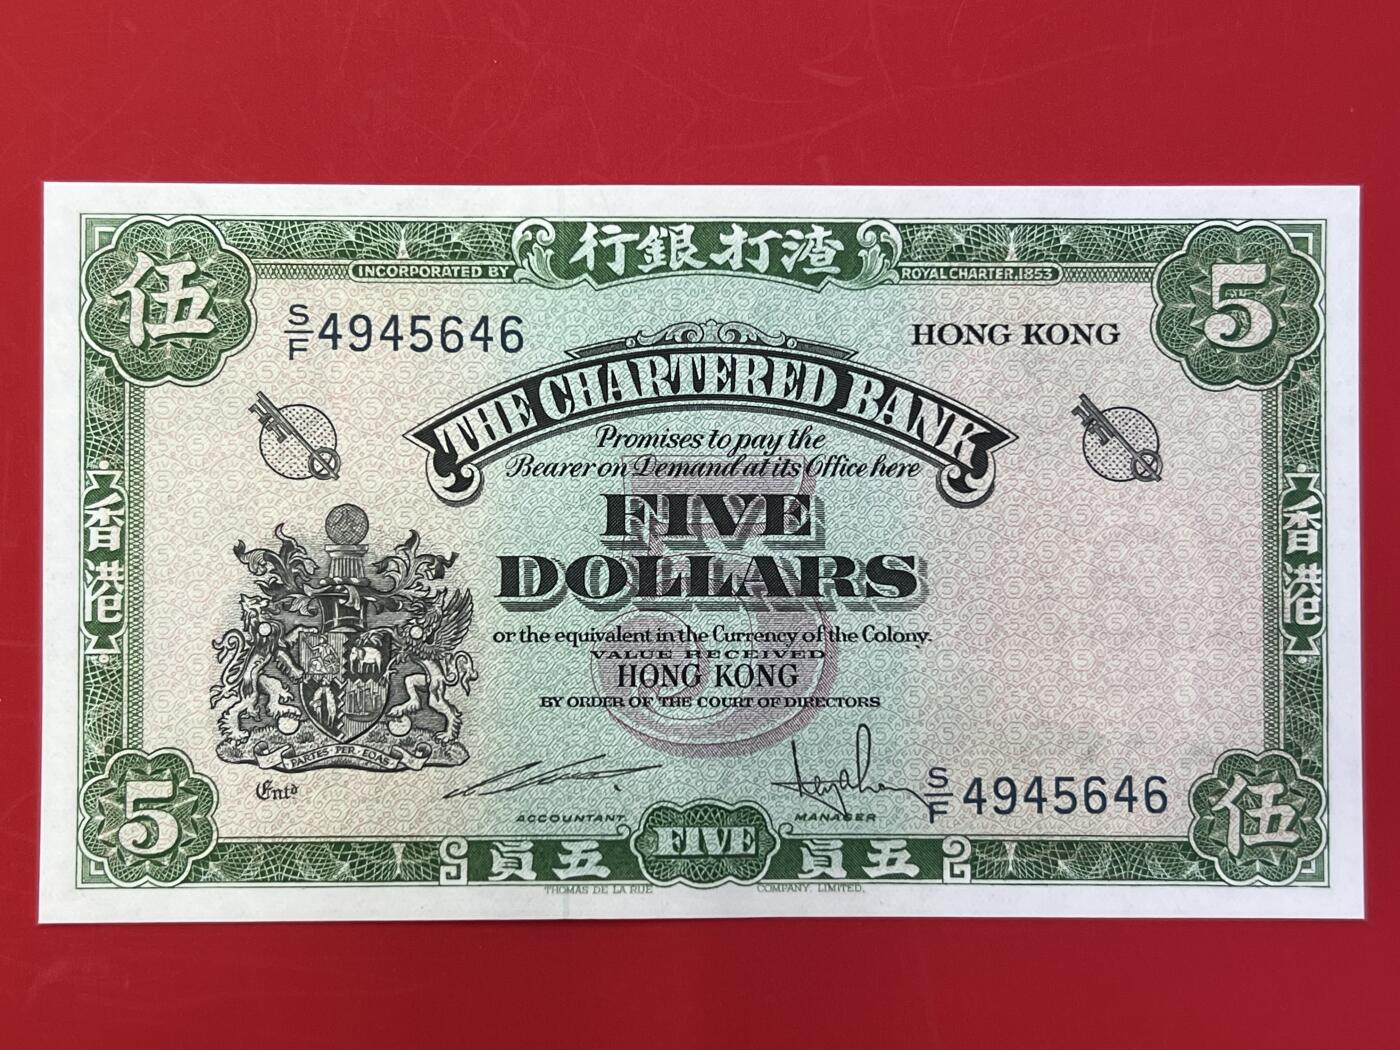 行銀打渣
INCORPORATED BY ROYAL CHARTER.1853
伍 5
S/F 4945646
HONG KONG
THE CHARTERED BANK
Promises to pay the
Bearer on Demand at its Office here
FIVE
DOLLARS
香港 香港
or the equivalent in the Currency of the Colony.
VALUE RECEIVED
HONG KONG
BY ORDER OF THE COURT OF DIRECTORS
PARTES·PER·EQAS
Entd
S/F 4945646
ACCOUNTANT. MANAGER
5 伍
員五 FIVE 員五
THOMAS DE LA RUE COMPANY, LIMITED.